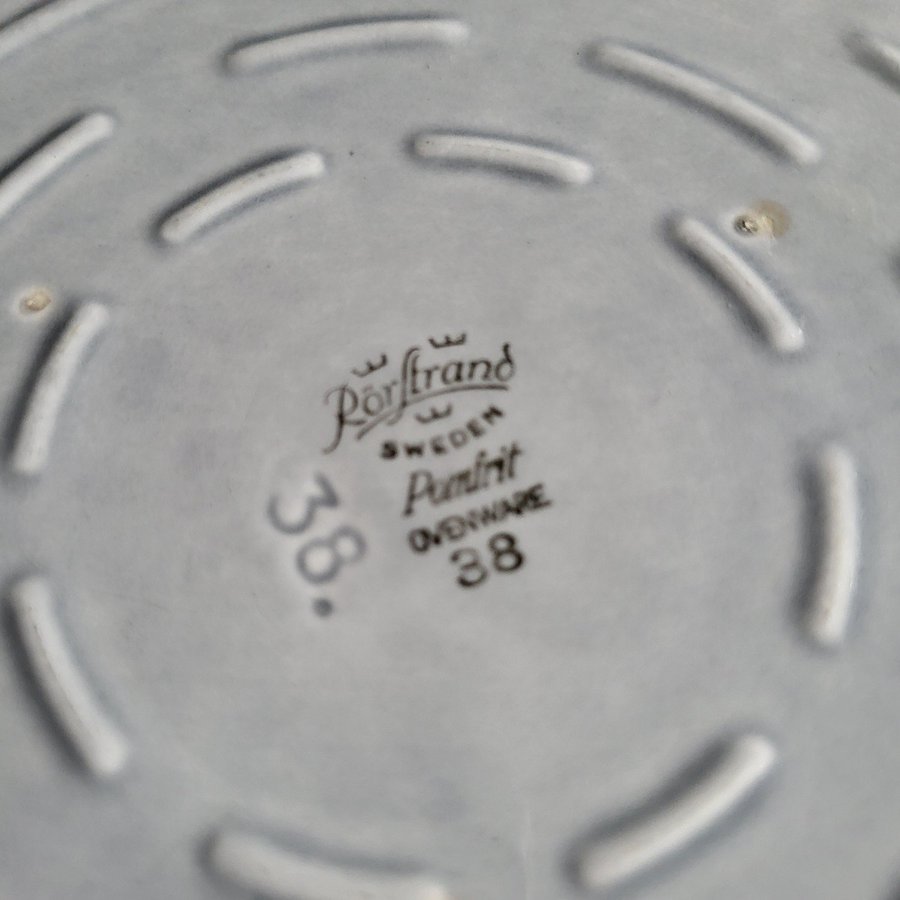 Rörstrand
SWEDEN
Pomfrit
OVENWARE
38
38.